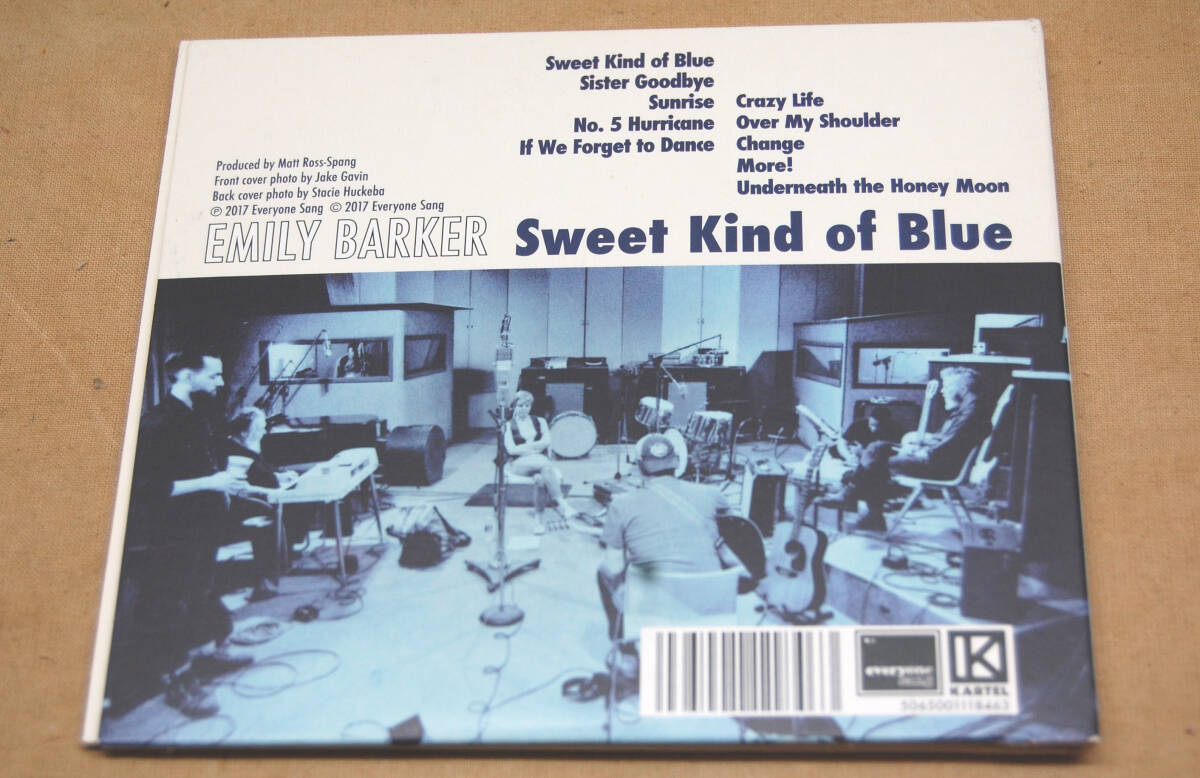 Sweet Kind of Blue
Sister Goodbye
Sunrise
No. 5 Hurricane
If We Forget to Dance
Crazy Life
Over My Shoulder
Change
More!
Underneath the Honey Moon
Produced by Matt Ross-Spang
Front cover photo by Jake Gavin
Back cover photo by Stacie Huckeba
℗ 2017 Everyone Sang © 2017 Everyone Sang
EMILY BARKER Sweet Kind of Blue
everyone
K
KARTEL
5065001118463